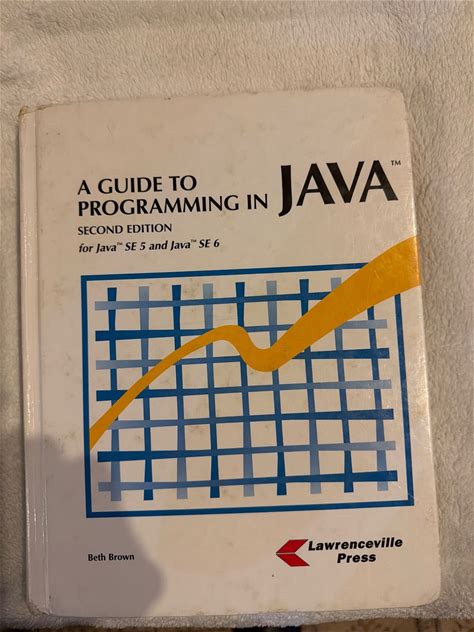 A GUIDE TO
PROGRAMMING IN JAVA™
SECOND EDITION
for Java™ SE 5 and Java™ SE 6
Beth Brown
Lawrenceville
Press